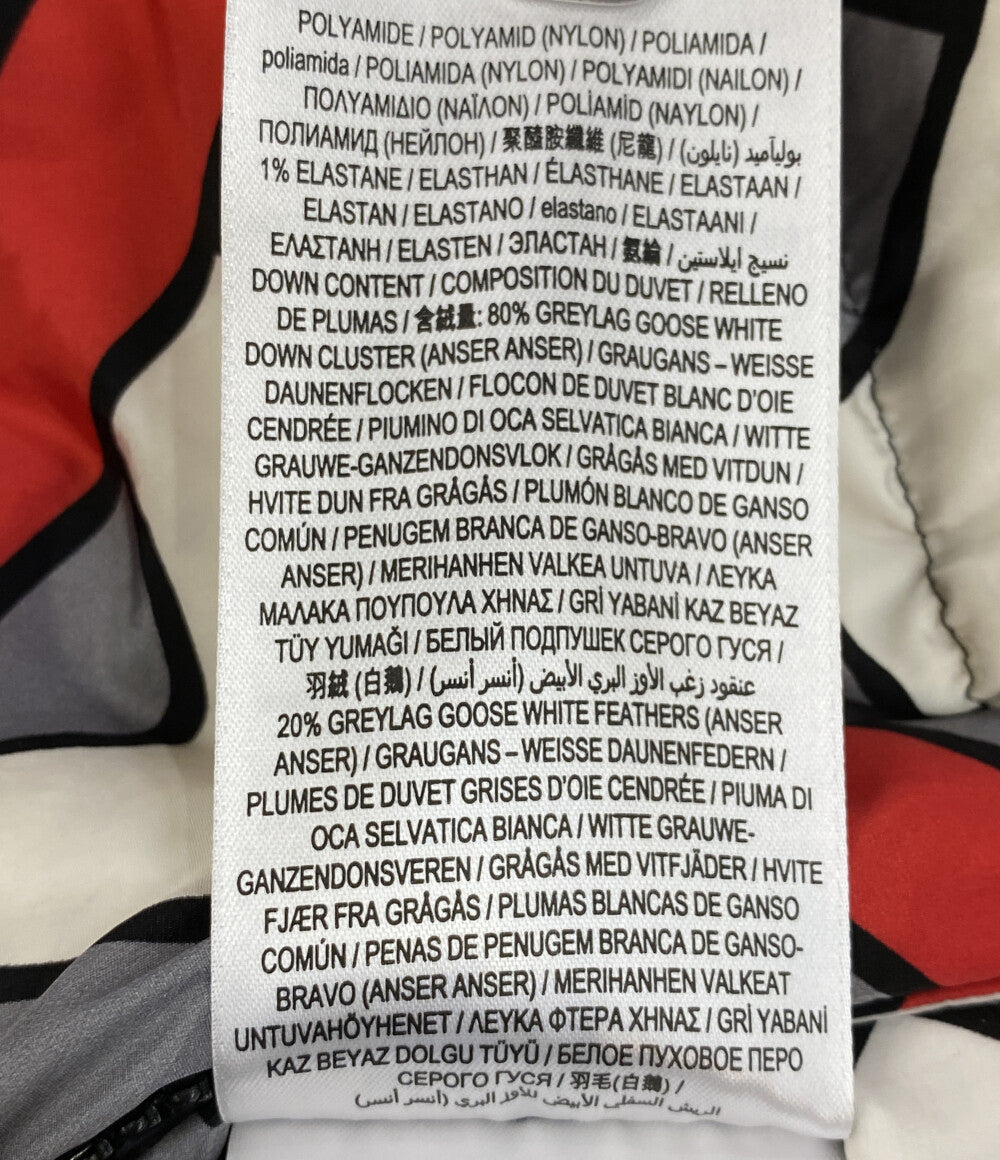 POLYAMIDE / POLYAMID (NYLON) / POLIAMIDA /
poliamida / POLIAMIDA (NYLON) / POLYAMIDI (NAILON) /
ΠΟΛΥΑΜΙΔΙΟ (ΝΑΪΛΟΝ) / POLİAMİD (NAYLON) /
ПОЛИАМИД (НЕЙЛОН) / 聚醯胺纖維 (尼龍) / بوليآميد (نايلون)
1% ELASTANE / ELASTHAN / ÉLASTHANE / ELASTAAN /
ELASTAN / ELASTANO / elastano / ELASTAANI /
ΕΛΑΣΤΑΝΗ / ELASTEN / ЭЛАСТАН / 氨綸 / نسيج ايلاستين
DOWN CONTENT / COMPOSITION DU DUVET / RELLENO
DE PLUMAS / 含絨量: 80% GREYLAG GOOSE WHITE
DOWN CLUSTER (ANSER ANSER) / GRAUGANS – WEISSE
DAUNENFLOCKEN / FLOCON DE DUVET BLANC D'OIE
CENDRÉE / PIUMINO DI OCA SELVATICA BIANCA / WITTE
GRAUWE-GANZENDONSVLOK / GRÅGÅS MED VITDUN /
HVITE DUN FRA GRÅGÅS / PLUMÓN BLANCO DE GANSO
COMÚN / PENUGEM BRANCA DE GANSO-BRAVO (ANSER
ANSER) / MERIHANHEN VALKEA UNTUVA / ΛΕΥΚΑ
ΜΑΛΑΚΑ ΠΟΥΠΟΥΛΑ ΧΗΝΑΣ / GRİ YABANİ KAZ BEYAZ
TÜY YUMAĞI / БЕЛЫЙ ПОДПУШЕК СЕРОГО ГУСЯ /
羽絨 (白鵝) / عنقود زغب الأوز البري الأبيض (أنسر أنسر)
20% GREYLAG GOOSE WHITE FEATHERS (ANSER
ANSER) / GRAUGANS – WEISSE DAUNENFEDERN /
PLUMES DE DUVET GRISES D'OIE CENDRÉE / PIUMA DI
OCA SELVATICA BIANCA / WITTE GRAUWE-
GANZENDONSVEREN / GRÅGÅS MED VITFJÄDER / HVITE
FJÆR FRA GRÅGÅS / PLUMAS BLANCAS DE GANSO
COMÚN / PENAS DE PENUGEM BRANCA DE GANSO-
BRAVO (ANSER ANSER) / MERIHANHEN VALKEAT
UNTUVAHÖYHENET / ΛΕΥΚΑ ΦΤΕΡΑ ΧΗΝΑΣ / GRİ YABANİ
KAZ BEYAZ DOLGU TÜYÜ / БЕЛОЕ ПУХОВОЕ ПЕРО
СЕРОГО ГУСЯ / 羽毛(白鵝) /
الريش السفلي الأبيض للأوز البري (أنسر أنسر)